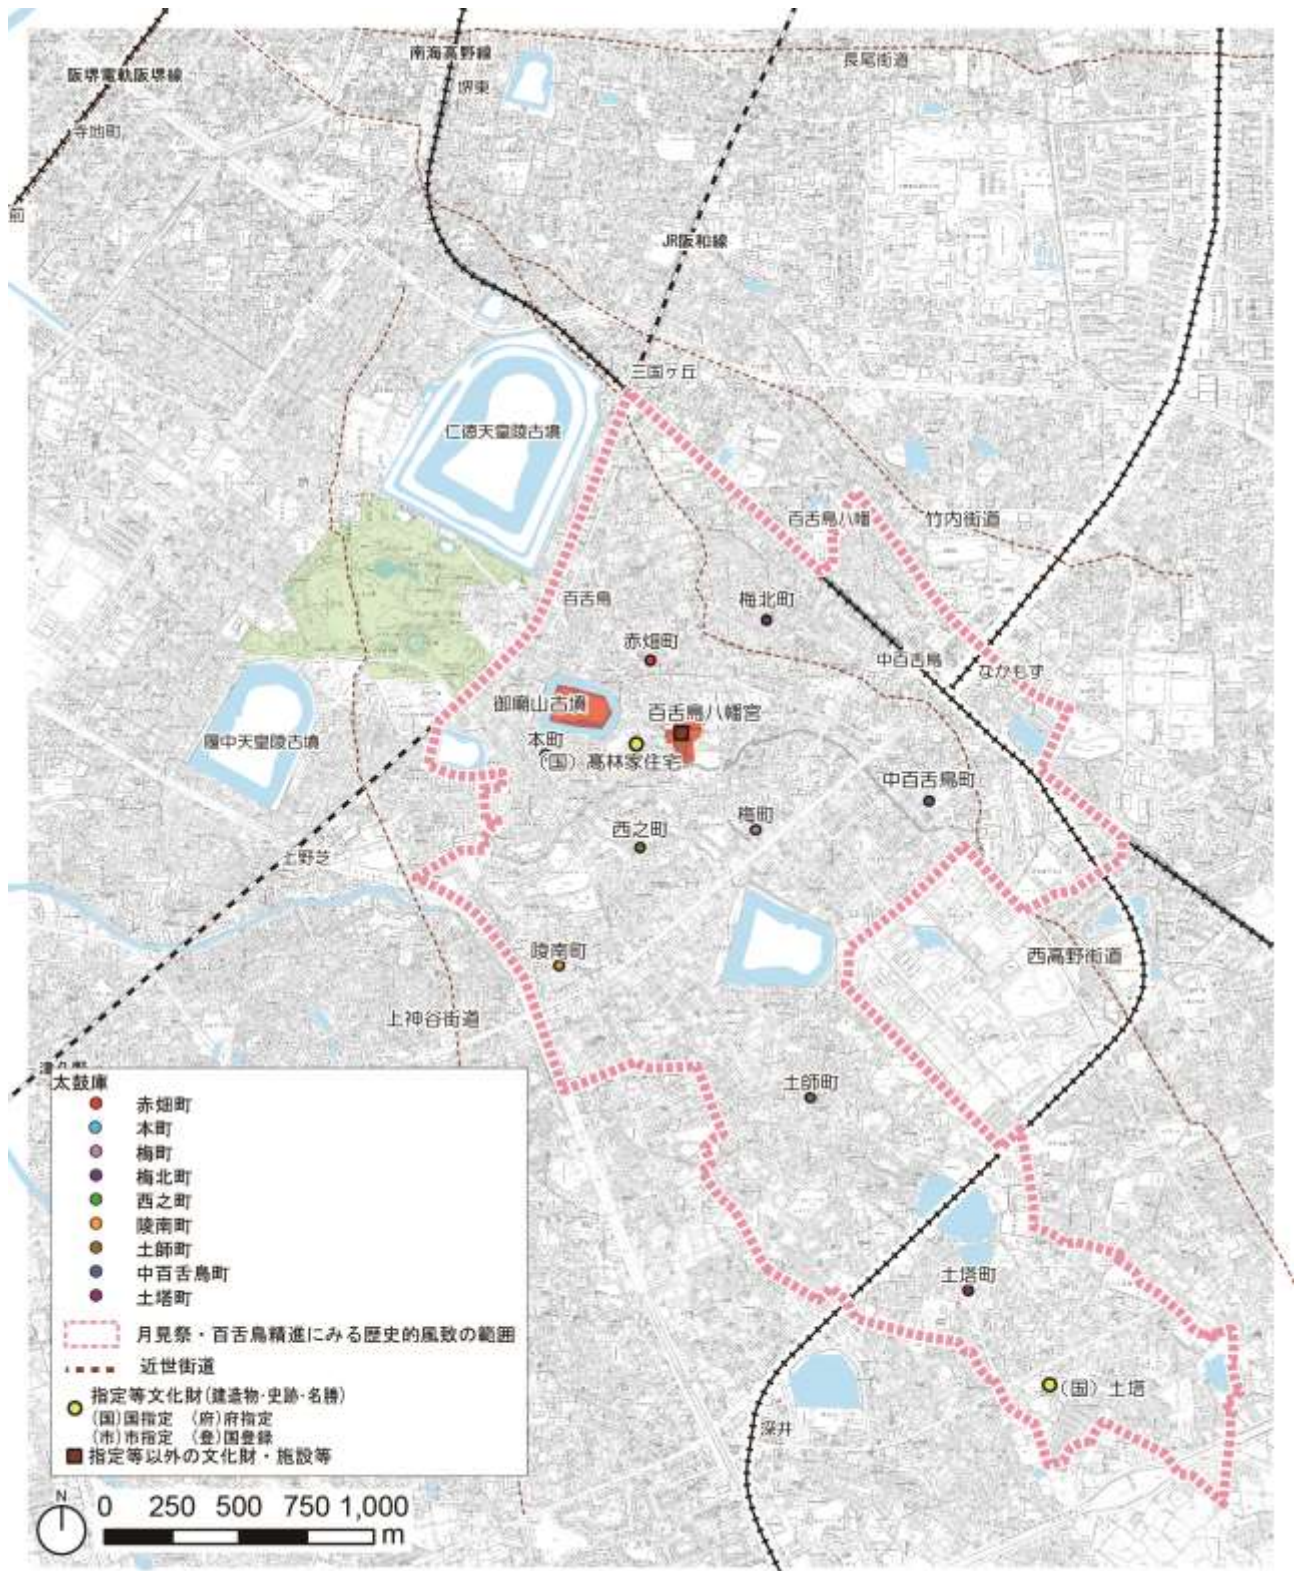 南海高野線
長尾街道
阪堺電軌阪堺線
堺東
寺地町
前
JR阪和線
三国ヶ丘
仁徳天皇陵古墳
百舌鳥八幡
竹内街道
百舌鳥
梅北町
赤畑町
中百舌鳥
なかもず
御廟山古墳
百舌鳥八幡宮
履中天皇陵古墳
本町
(国)高林家住宅
中百舌鳥町
西之町
梅町
上野芝
陵南町
西高野街道
上神谷街道
津久野
土師町
土塔町
(国)土塔
深井
太鼓庫
赤畑町
本町
梅町
梅北町
西之町
陵南町
土師町
中百舌鳥町
土塔町
月見祭・百舌鳥精進にみる歴史的風致の範囲
近世街道
指定等文化財(建造物・史跡・名勝)
(国)国指定 (府)府指定
(市)市指定 (登)国登録
指定等以外の文化財・施設等
N
0 250 500 750 1,000
m